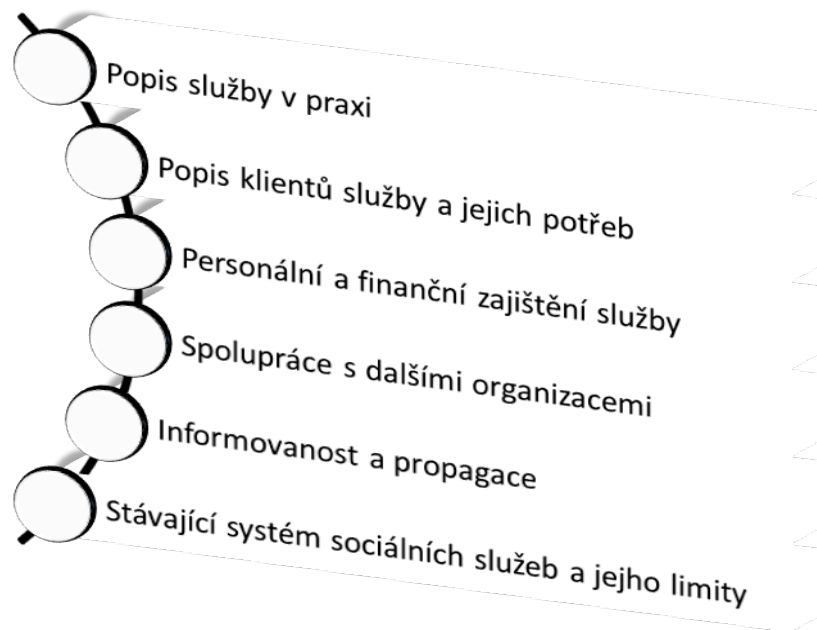 Popis služby v praxi
Popis klientů služby a jejich potřeb
Personální a finanční zajištění služby
Spolupráce s dalšími organizacemi
Informovanost a propagace
Stávající systém sociálních služeb a jejho limity